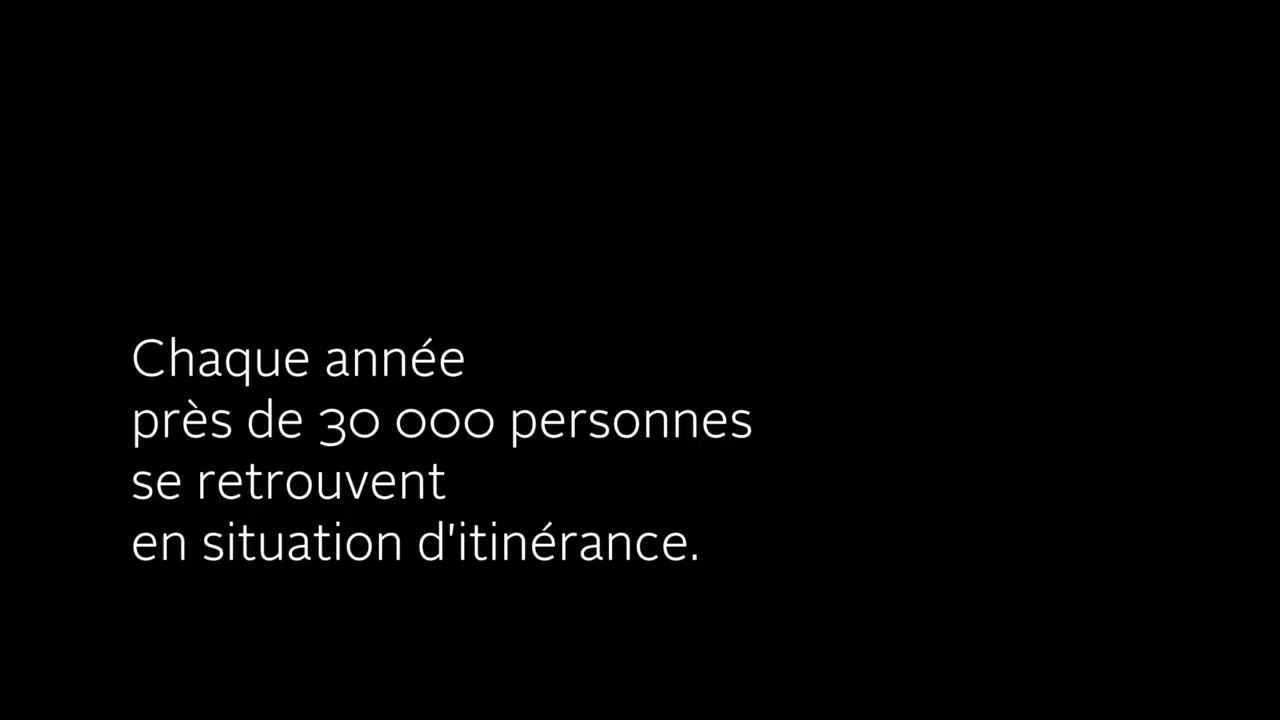 Chaque année
près de 30 000 personnes
se retrouvent
en situation d'itinérance.